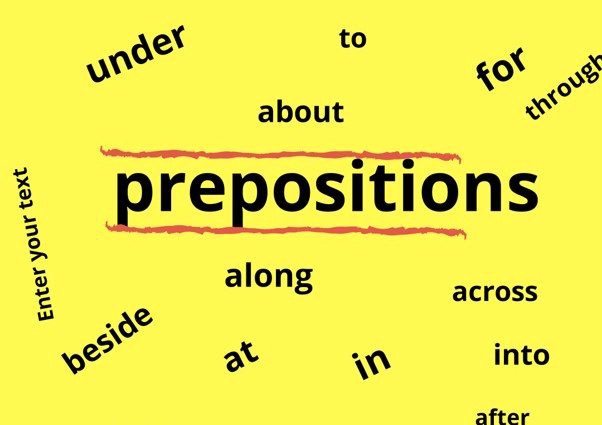 under
to
for
through
about
prepositions
Enter your text
along
across
beside
at
in
into
after